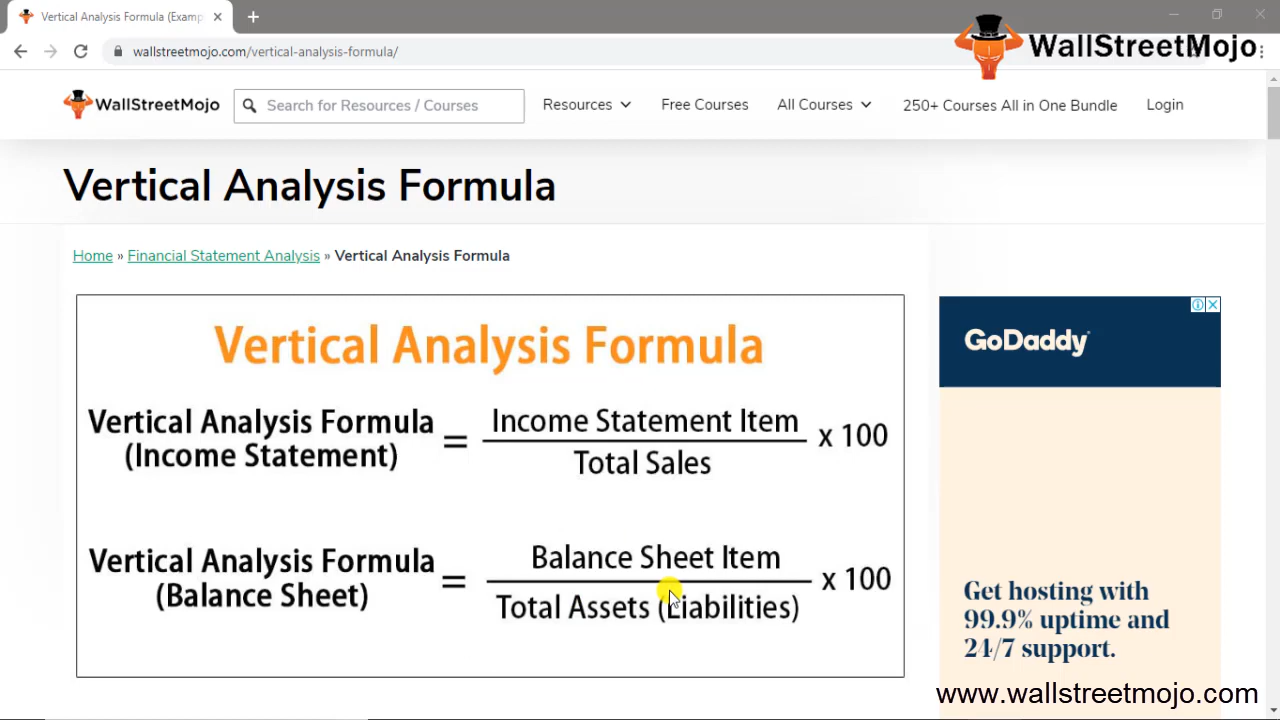 Vertical Analysis Formula (Examp
wallstreetmojo.com/vertical-analysis-formula/
WallStreetMojo
WallStreetMojo
Search for Resources / Courses
Resources
Free Courses
All Courses
250+ Courses All in One Bundle
Login
Vertical Analysis Formula
Home » Financial Statement Analysis » Vertical Analysis Formula
Vertical Analysis Formula
Vertical Analysis Formula
(Income Statement)
=
Income Statement Item
Total Sales
x 100
Vertical Analysis Formula
(Balance Sheet)
=
Balance Sheet Item
Total Assets (Liabilities)
x 100
GoDaddy
Get hosting with
99.9% uptime and
24/7 support.
www.wallstreetmojo.com